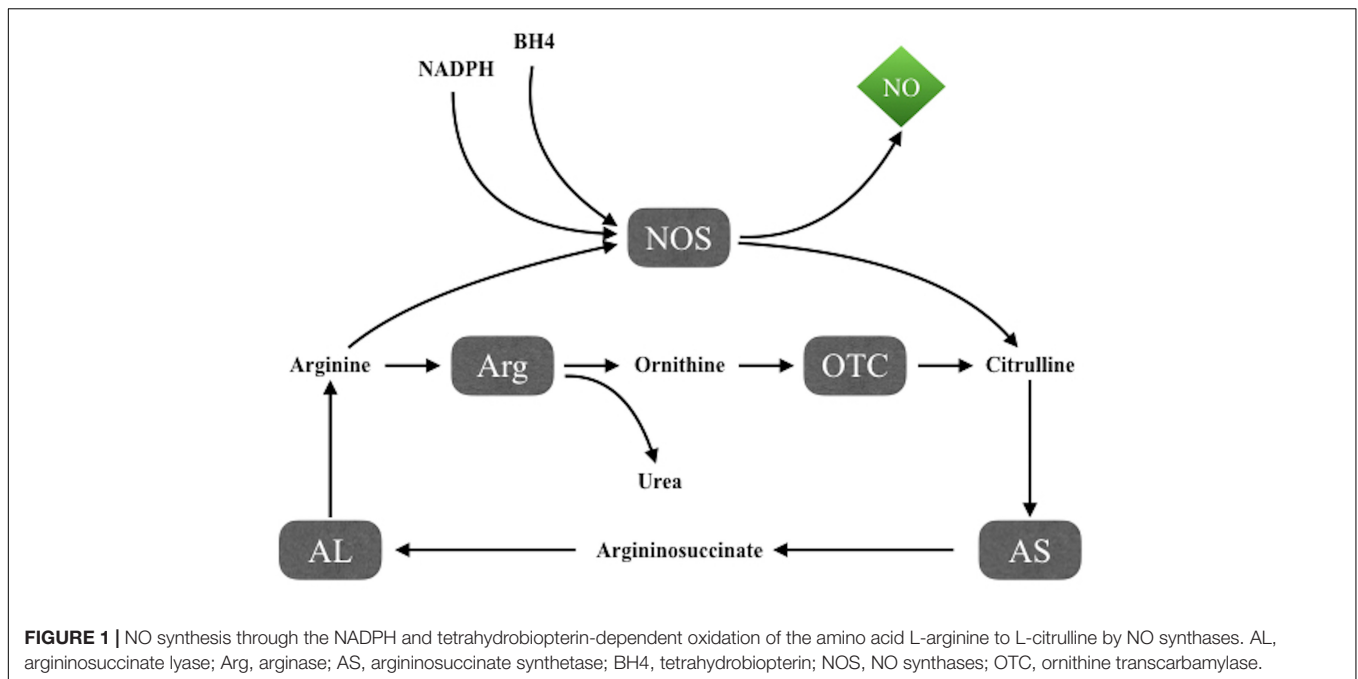 BH4
NADPH
NO
NOS
Arginine
Arg
Ornithine
OTC
Citrulline
Urea
AL
Argininosuccinate
AS
FIGURE 1 | NO synthesis through the NADPH and tetrahydrobiopterin-dependent oxidation of the amino acid L-arginine to L-citrulline by NO synthases. AL,
argininosuccinate lyase; Arg, arginase; AS, argininosuccinate synthetase; BH4, tetrahydrobiopterin; NOS, NO synthases; OTC, ornithine transcarbamylase.